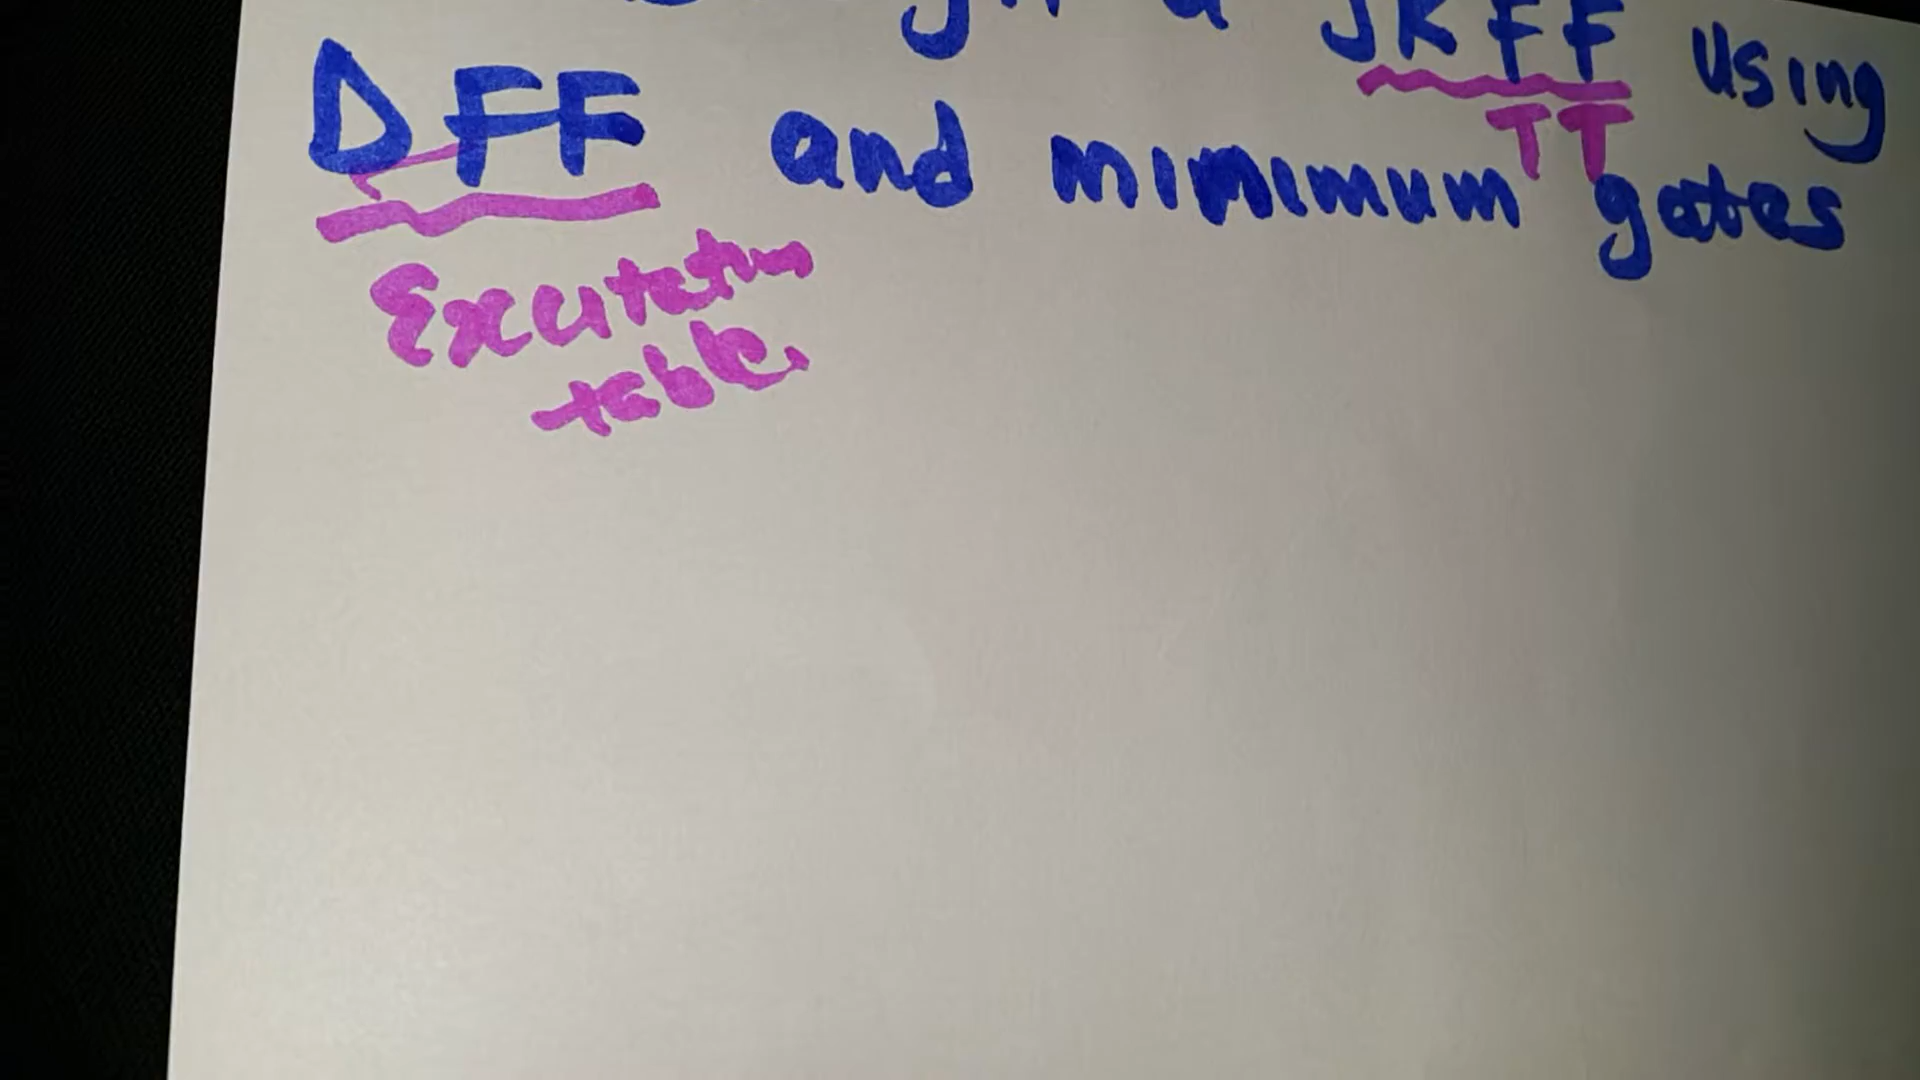 a JKFF using
TT
DFF and minimum gates
Excitation
table